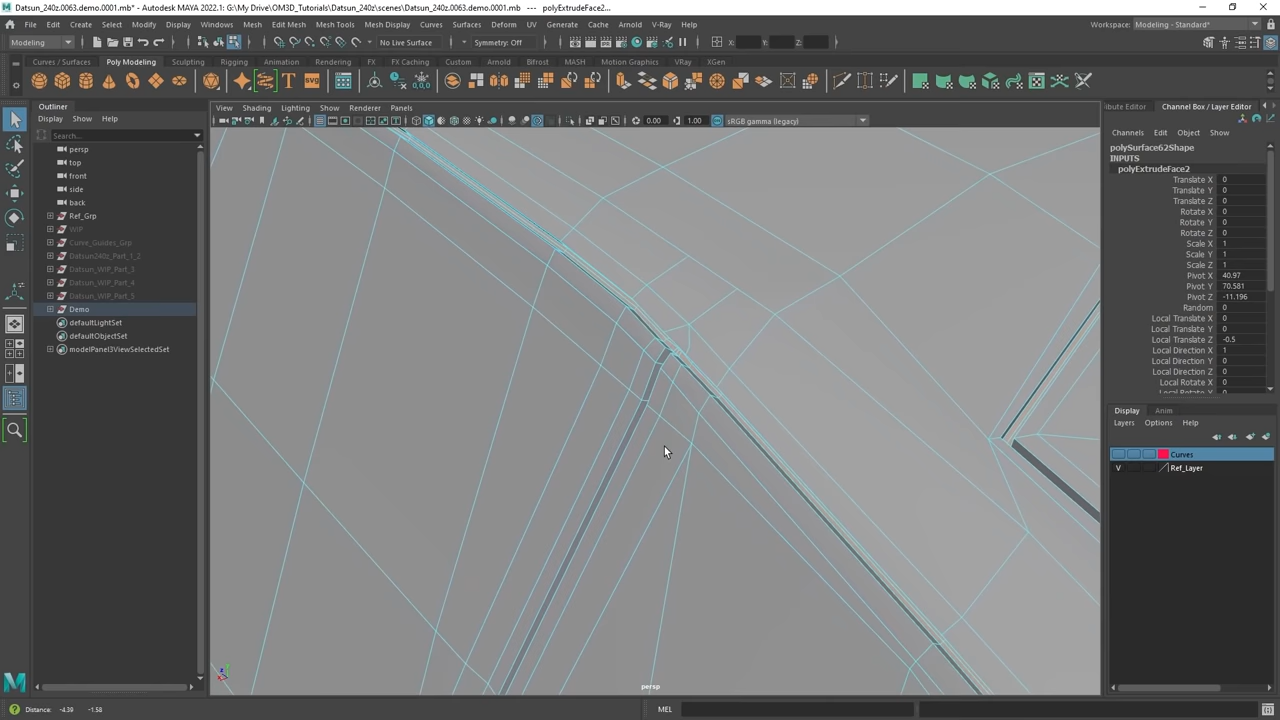 Datsun_240z.0063.demo.0001.mb* - Autodesk MAYA 2022.1: G:\My Drive\OM3D_Tutorials\Datsun_240z\scenes\Datsun_240z.0063.demo.0001.mb --- polyExtrudeFace2...
File Edit Create Select Modify Display Windows Mesh Edit Mesh Mesh Tools Mesh Display Curves Surfaces Deform UV Generate Cache Arnold V-Ray Help
Workspace: Modeling - Standard*
Modeling No Live Surface Symmetry: Off X: Y: Z:
Curves / Surfaces Poly Modeling Sculpting Rigging Animation Rendering FX FX Caching Custom Arnold Bifrost MASH Motion Graphics VRay XGen
Outliner
Display Show Help
Search...
persp
top
front
side
back
Ref_Grp
WIP
Curve_Guides_Grp
Datsun240z_Part_1_2
Datsun_WIP_Part_3
Datsun_WIP_Part_4
Datsun_WIP_Part_5
Demo
defaultLightSet
defaultObjectSet
modelPanel3ViewSelectedSet
View Shading Lighting Show Renderer Panels
0.00 1.00 sRGB gamma (legacy)
persp
bute Editor Channel Box / Layer Editor
Channels Edit Object Show
polySurface62Shape
INPUTS
polyExtrudeFace2
Translate X 0
Translate Y 0
Translate Z 0
Rotate X 0
Rotate Y 0
Rotate Z 0
Scale X 1
Scale Y 1
Scale Z 1
Pivot X 40.97
Pivot Y 70.581
Pivot Z -11.196
Random 0
Local Translate X 0
Local Translate Y 0
Local Translate Z -0.5
Local Direction X 1
Local Direction Y 0
Local Direction Z 0
Local Rotate X 0
Display Anim
Layers Options Help
Curves
V Ref_Layer
Distance: -4.39 -1.58
MEL